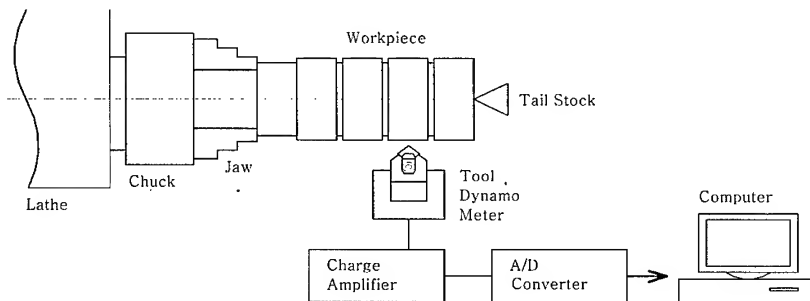 Workpiece
Tail Stock
Jaw
Chuck
Lathe
Tool
Dynamo
Meter
Computer
Charge
Amplifier
A/D
Converter